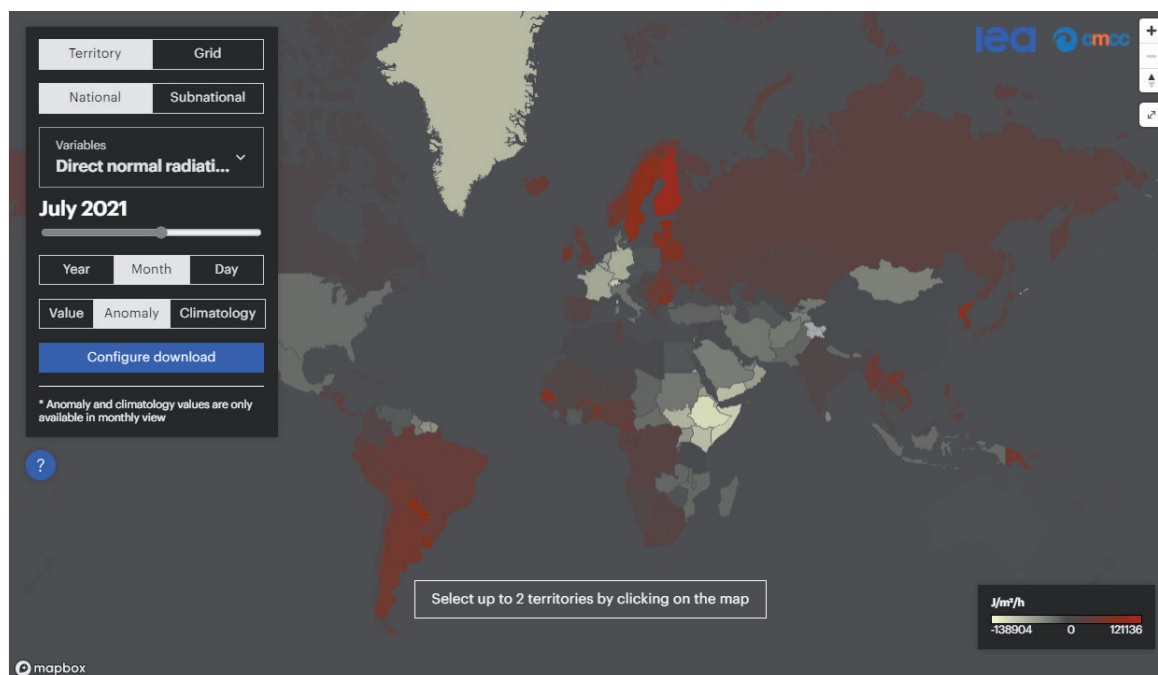 Territory
Grid
National
Subnational
Variables
Direct normal radiati...
July 2021
Year
Month
Day
Value
Anomaly
Climatology
Configure download
* Anomaly and climatology values are only
available in monthly view
?
iea
cmcc
+
−
Select up to 2 territories by clicking on the map
J/m²/h
-138904 0 121136
mapbox